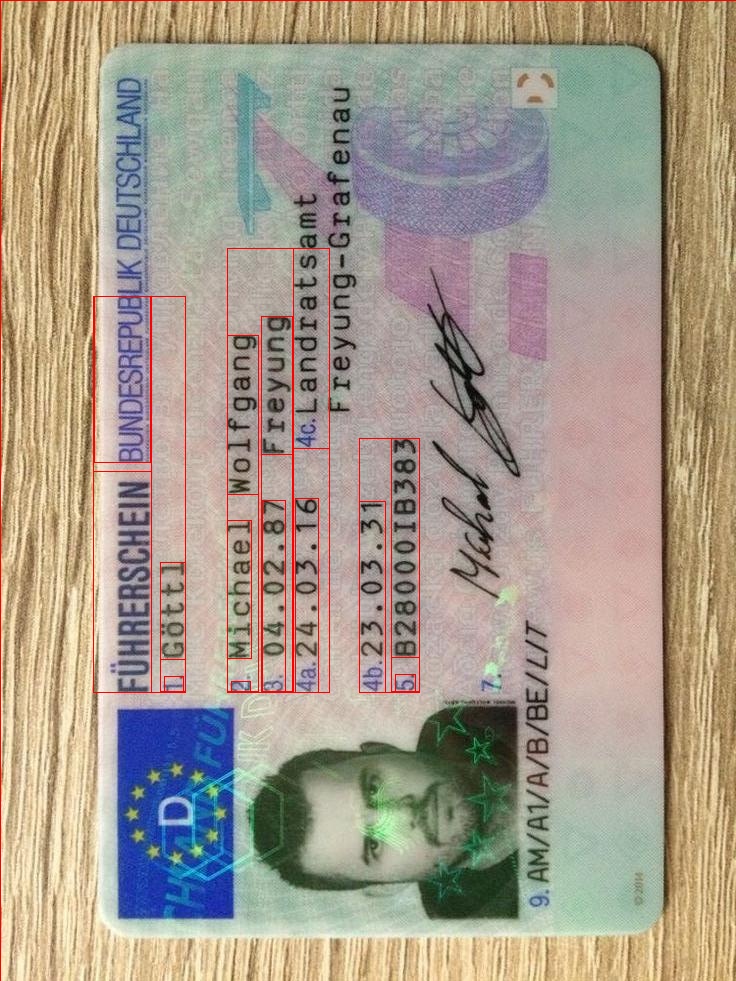 FÜHRERSCHEIN BUNDESREPUBLIK DEUTSCHLAND
1. Göttl
2. Michael Wolfgang
3. 04.02.87 Freyung
4a. 24.03.16 4c. Landratsamt
Freyung-Grafenau
4b. 23.03.31
5. B28000IB383
7.
9. AM/A1/A/B/BE/L/T
D
© 2014